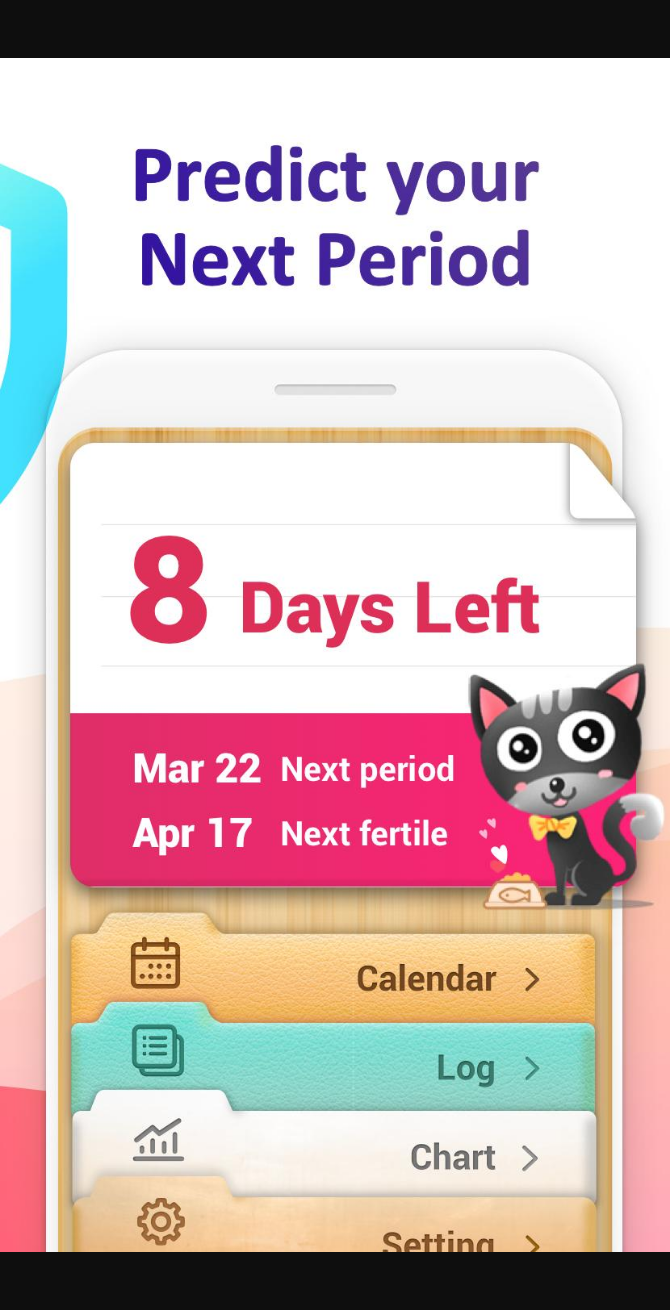 Predict your
Next Period
8 Days Left
Mar 22 Next period
Apr 17 Next fertile
Calendar
Log
Chart
Setting